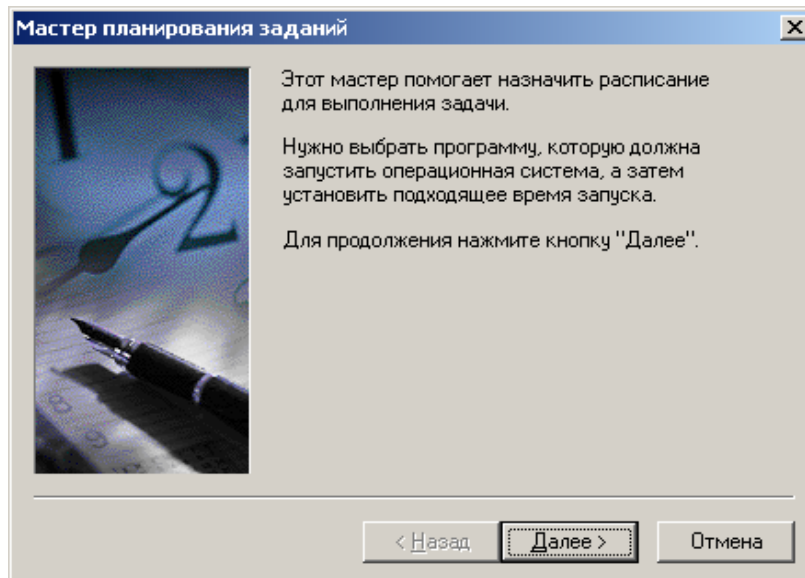 Мастер планирования заданий
Этот мастер помогает назначить расписание
для выполнения задачи.
Нужно выбрать программу, которую должна
запустить операционная система, а затем
установить подходящее время запуска.
Для продолжения нажмите кнопку "Далее".
2
< Назад
Далее >
Отмена